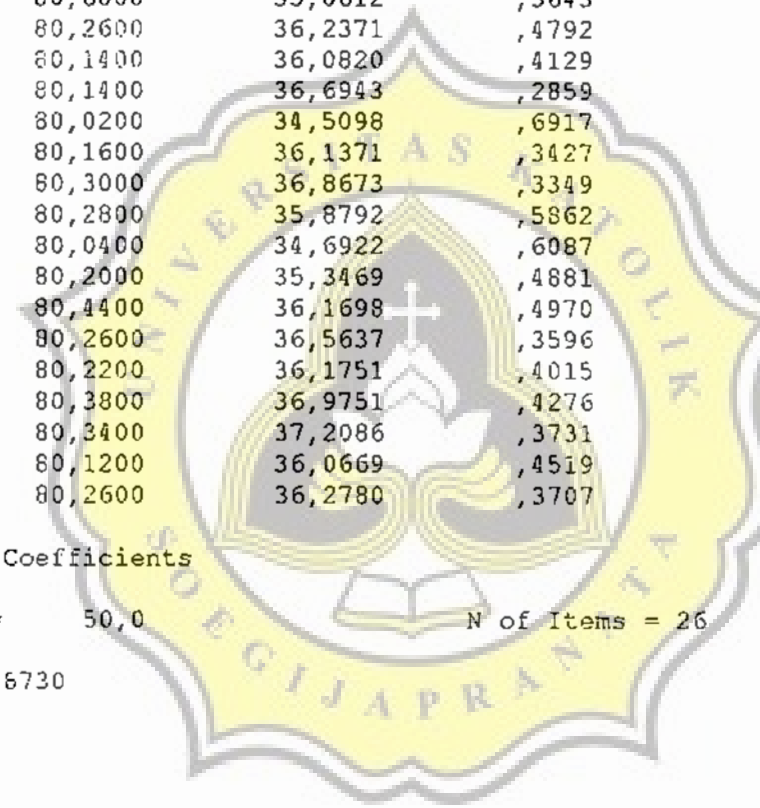 80,2600 36,2371 ,4792
80,1400 36,0820 ,4129
80,1400 36,6943 ,2859
80,0200 34,5098 ,6917
80,1600 36,1371 ,3427
80,3000 36,8673 ,3349
80,2800 35,8792 ,5862
80,0400 34,6922 ,6087
80,2000 35,3469 ,4881
80,4400 36,1698 ,4970
80,2600 36,5637 ,3596
80,2200 36,1751 ,4015
80,3800 36,9751 ,4276
80,3400 37,2086 ,3731
80,1200 36,0669 ,4519
80,2600 36,2780 ,3707
Coefficients
50,0 N of Items = 26
6730
UNIVERSITAS KATOLIK
SOEGIJAPRANATA